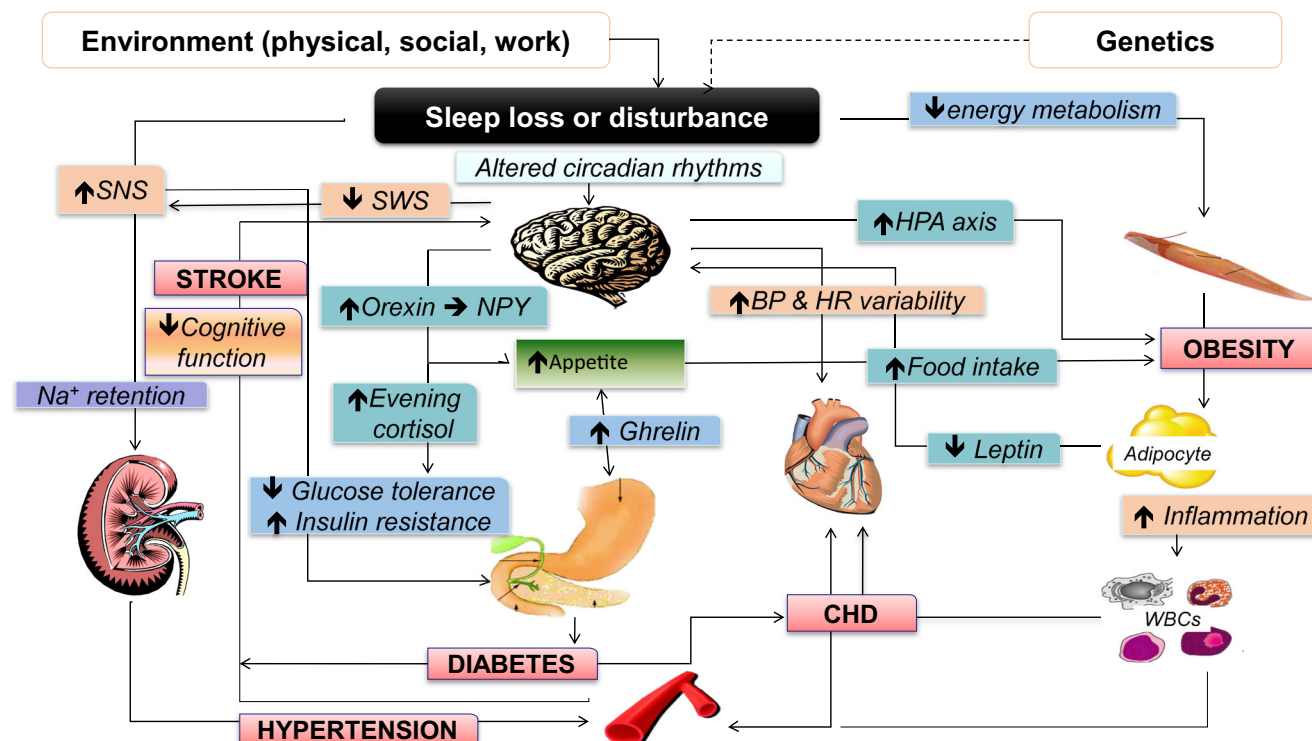 Environment (physical, social, work)
Genetics
Sleep loss or disturbance
↓energy metabolism
Altered circadian rhythms
↑SNS
↓ SWS
↑HPA axis
STROKE
↑Orexin → NPY
↑BP & HR variability
↓Cognitive
function
↑Appetite
↑Food intake
OBESITY
Na⁺ retention
↑Evening
cortisol
↑ Ghrelin
↓ Leptin
Adipocyte
↓ Glucose tolerance
↑ Insulin resistance
↑ Inflammation
CHD
WBCs
DIABETES
HYPERTENSION